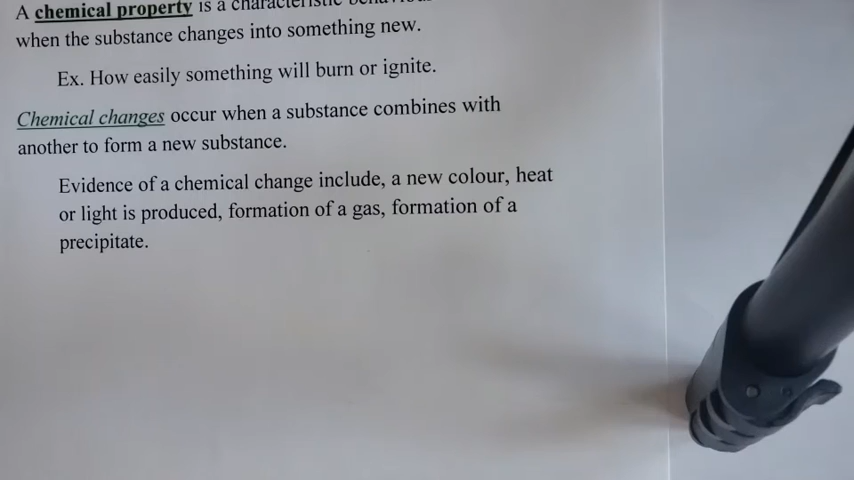 A chemical property is a characteristic
when the substance changes into something new.
Ex. How easily something will burn or ignite.
Chemical changes occur when a substance combines with
another to form a new substance.
Evidence of a chemical change include, a new colour, heat
or light is produced, formation of a gas, formation of a
precipitate.